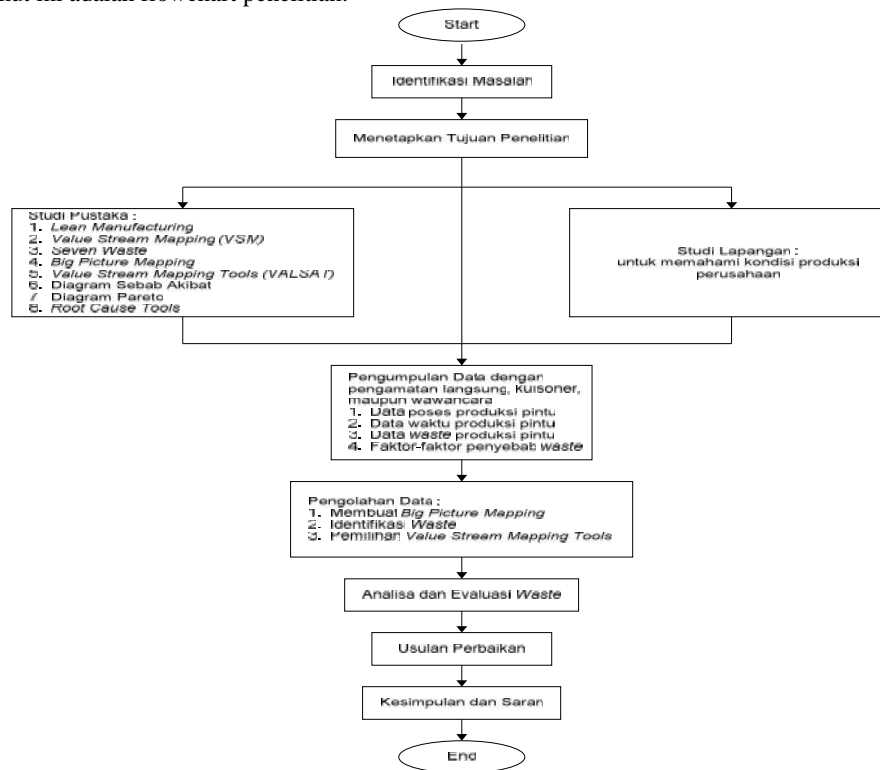 ini adalah flowchart penelitian.
Start
Identifikasi Masalah
Menetapkan Tujuan Penelitian
Studi Pustaka :
1. Lean Manufacturing
2. Value Stream Mapping (VSM)
3. Seven Waste
4. Big Picture Mapping
5. Value Stream Mapping Tools (VALSAT)
6. Diagram Sebab Akibat
7. Diagram Pareto
8. Root Cause Tools
Studi Lapangan :
untuk memahami kondisi produksi
perusahaan
Pengumpulan Data dengan
pengamatan langsung, kuisoner,
maupun wawancara
1. Data poses produksi pintu
2. Data waktu produksi pintu
3. Data waste produksi pintu
4. Faktor-faktor penyebab waste
Pengolahan Data :
1. Membuat Big Picture Mapping
2. Identifikasi Waste
3. Pemilihan Value Stream Mapping Tools
Analisa dan Evaluasi Waste
Usulan Perbaikan
Kesimpulan dan Saran
End